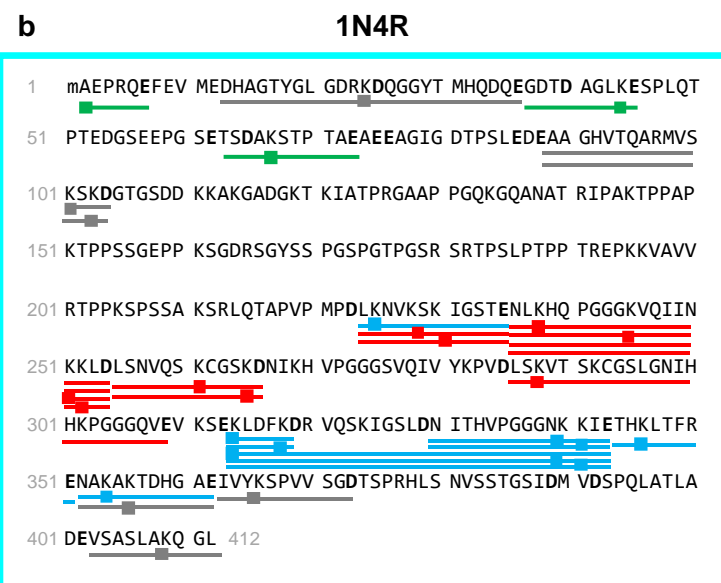 b 1N4R
1 mAEPRQEFEV MEDHAGTYGL GDRKDQGGYT MHQDQEGDTD AGLKESPLQT
51 PTEDGSEEPG SETSDAKSTP TAEAEEAGIG DTPSLEDEAA GHVTQARMVS
101 KSKDGTGSDD KKAKGADGKT KIATPRGAAP PGQKGQANAT RIPAKTPPAP
151 KTPPSSGEPP KSGDRSGYSS PGSPGTPGSR SRTPSLPTPP TREPKKVAVV
201 RTPPKSPSSA KSRLQTAPVP MPDLKNVKSK IGSTENLKHQ PGGGKVQIIN
251 KKLDLSNVQS KCGSKDNIKH VPGGGSVQIV YKPVDLSKVT SKCGSLGNIH
301 HKPGGGQVEV KSEKLDFKDR VQSKIGSLDN ITHVPGGGNK KIETHKLTFR
351 ENAKAKTDHG AEIVYKSPVV SGDTSPRHLS NVSSTGSIDM VDSPQLATLA
401 DEVSASLAKQ GL 412